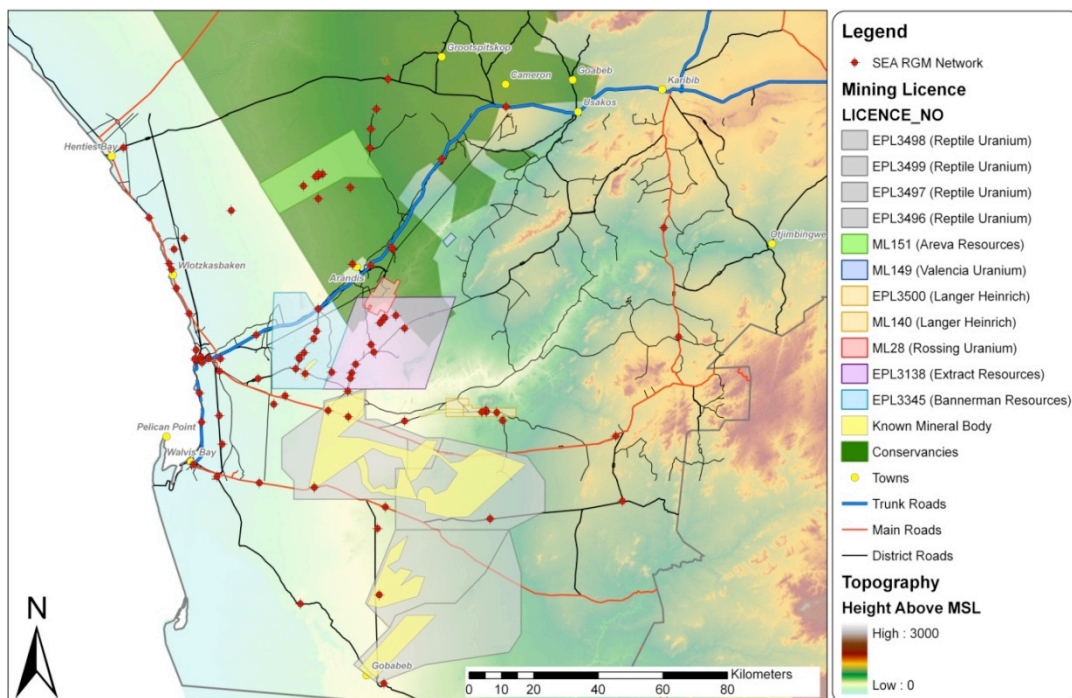 Grootspitskop
Cameron
Goabeb
Karibib
Usakos
Henties Bay
Otjimbingwe
Wlotzkasbaken
Arandis
Pelican Point
Walvis Bay
Gobabeb
N
Kilometers
0 10 20 40 60 80
Legend
SEA RGM Network
Mining Licence
LICENCE_NO
EPL3498 (Reptile Uranium)
EPL3499 (Reptile Uranium)
EPL3497 (Reptile Uranium)
EPL3496 (Reptile Uranium)
ML151 (Areva Resources)
ML149 (Valencia Uranium)
EPL3500 (Langer Heinrich)
ML140 (Langer Heinrich)
ML28 (Rossing Uranium)
EPL3138 (Extract Resources)
EPL3345 (Bannerman Resources)
Known Mineral Body
Conservancies
Towns
Trunk Roads
Main Roads
District Roads
Topography
Height Above MSL
High : 3000
Low : 0